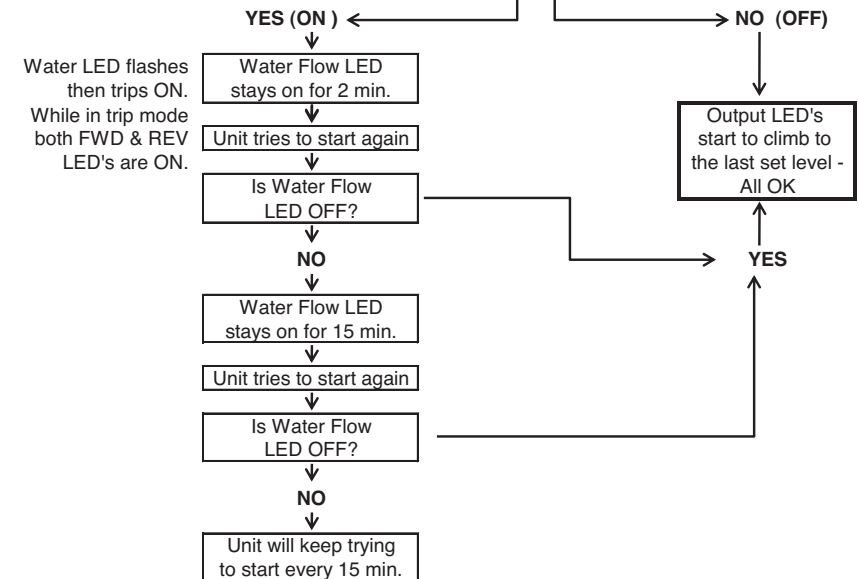 YES (ON )
NO (OFF)
Water LED flashes
then trips ON.
While in trip mode
both FWD & REV
LED's are ON.
Water Flow LED
stays on for 2 min.
Unit tries to start again
Is Water Flow
LED OFF?
Output LED's
start to climb to
the last set level -
All OK
NO
YES
Water Flow LED
stays on for 15 min.
Unit tries to start again
Is Water Flow
LED OFF?
NO
Unit will keep trying
to start every 15 min.